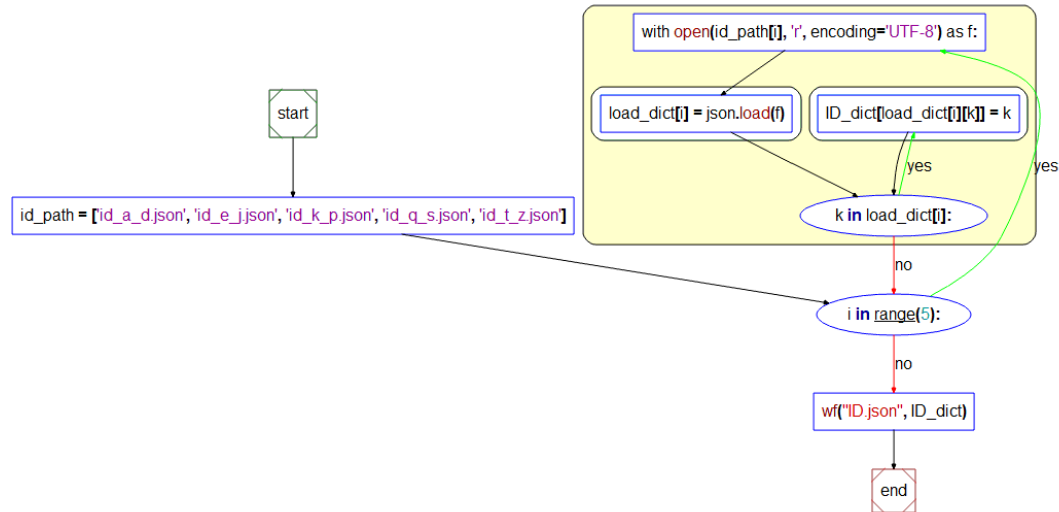 with open(id_path[i], 'r', encoding='UTF-8') as f:
start
load_dict[i] = json.load(f)
ID_dict[load_dict[i][k]] = k
yes
yes
id_path = ['id_a_d.json', 'id_e_j.json', 'id_k_p.json', 'id_q_s.json', 'id_t_z.json']
k in load_dict[i]:
no
i in range(5):
no
wf("ID.json", ID_dict)
end